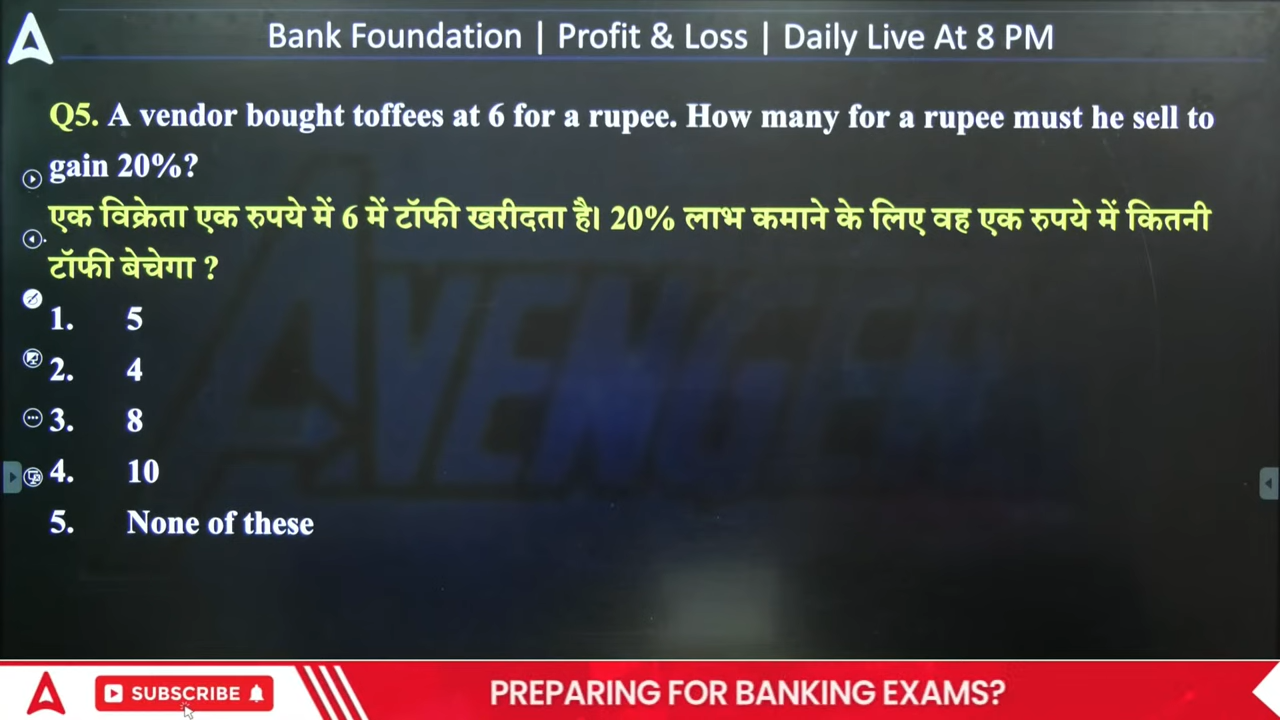 Bank Foundation | Profit & Loss | Daily Live At 8 PM
Q5. A vendor bought toffees at 6 for a rupee. How many for a rupee must he sell to
gain 20%?
एक विक्रेता एक रुपये में 6 में टॉफी खरीदता है। 20% लाभ कमाने के लिए वह एक रुपये में कितनी
टॉफी बेचेगा ?
1. 5
2. 4
3. 8
4. 10
5. None of these
AVENGER
SUBSCRIBE
PREPARING FOR BANKING EXAMS?